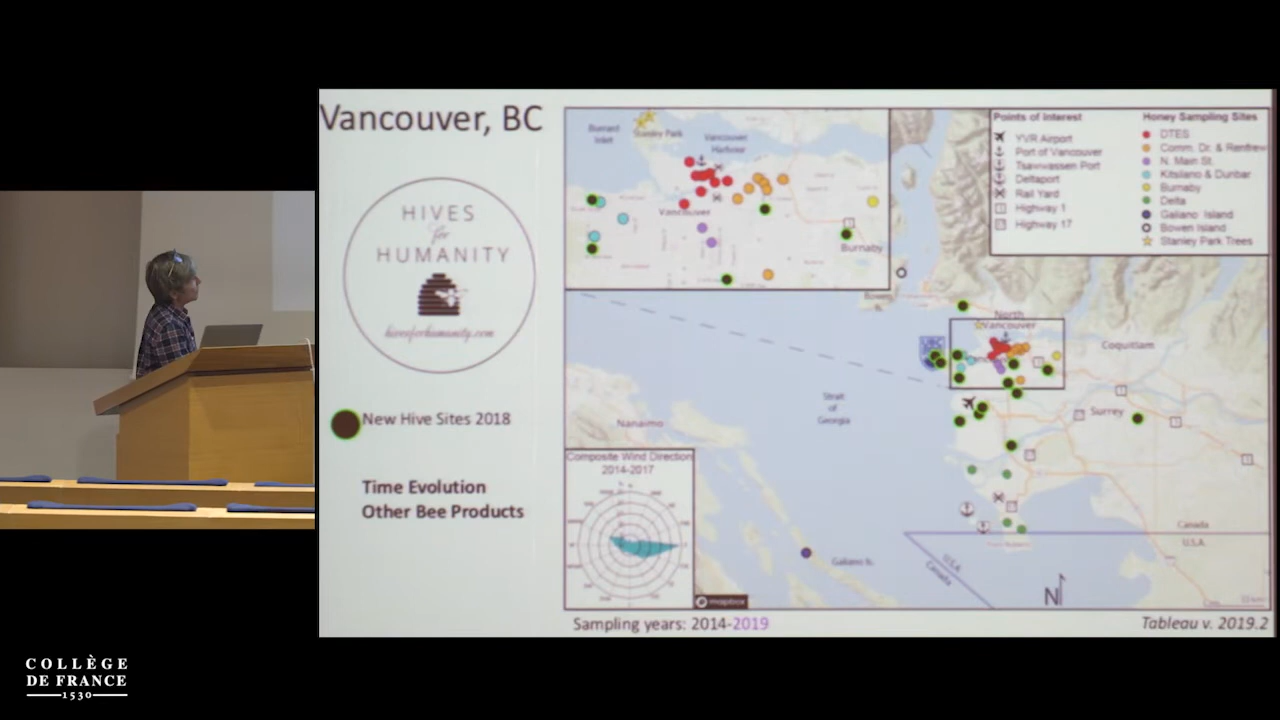 Vancouver, BC
HIVES
for
HUMANITY
hivesforhumanity.com
New Hive Sites 2018
Time Evolution
Other Bee Products
Burrard
Inlet
Stanley Park
Vancouver
Harbour
Vancouver
Burnaby
Points of Interest
YVR Airport
Port of Vancouver
Tsawwassen Port
Deltaport
Rail Yard
Highway 1
Highway 17
Honey Sampling Sites
DTES
Comm. Dr. & Renfrew
N. Main St.
Kitsilano & Dunbar
Burnaby
Delta
Galiano Island
Bowen Island
Stanley Park Trees
North
Vancouver
UBC
Coquitlam
Strait
of
Georgia
Surrey
Nanaimo
Composite Wind Direction
2014-2017
Galiano Is.
Canada
U.S.A.
U.S.A.
Canada
N
mapbox
Sampling years: 2014-2019
Tableau v. 2019.2
COLLÈGE
DE FRANCE
1530